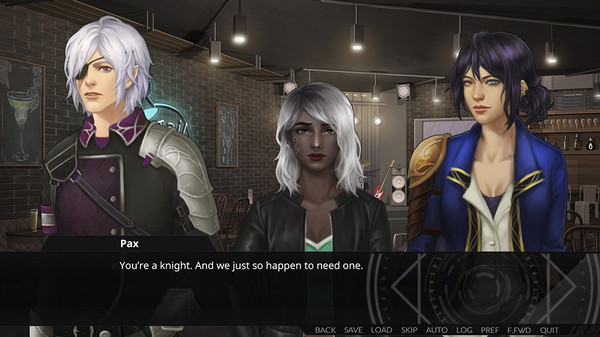 Pax
You’re a knight. And we just so happen to need one.
BACK SAVE LOAD SKIP AUTO LOG PREF F.FWD QUIT